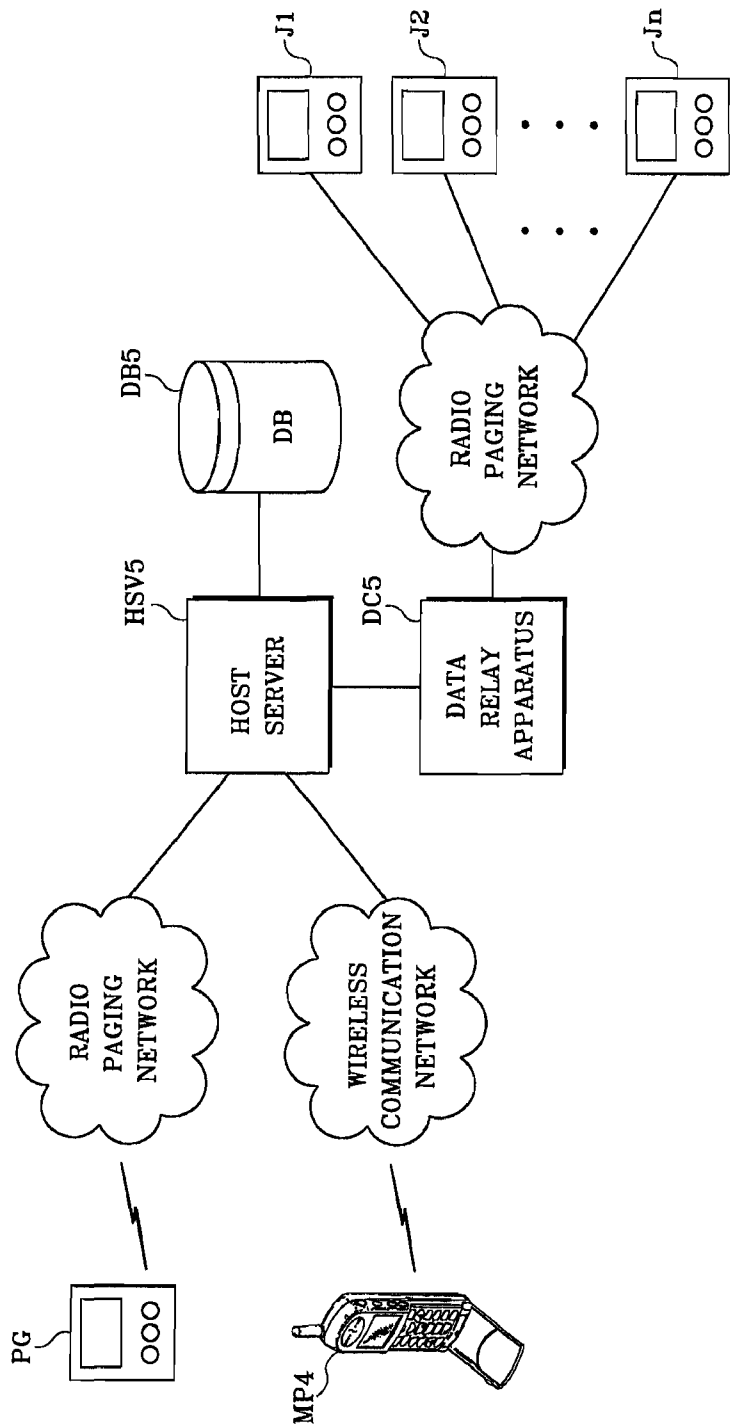 PG
RADIO
PAGING
NETWORK
MP4
WIRELESS
COMMUNICATION
NETWORK
HSV5
HOST
SERVER
DB5
DB
DC5
DATA
RELAY
APPARATUS
RADIO
PAGING
NETWORK
J1
J2
Jn